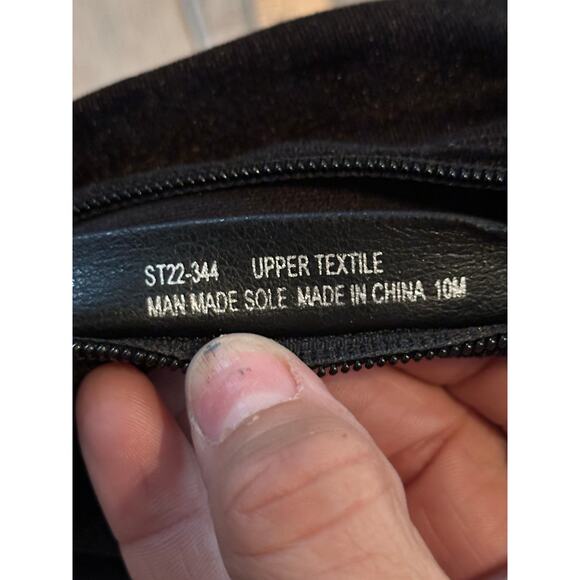 ST22-344 UPPER TEXTILE
MAN MADE SOLE MADE IN CHINA 10M